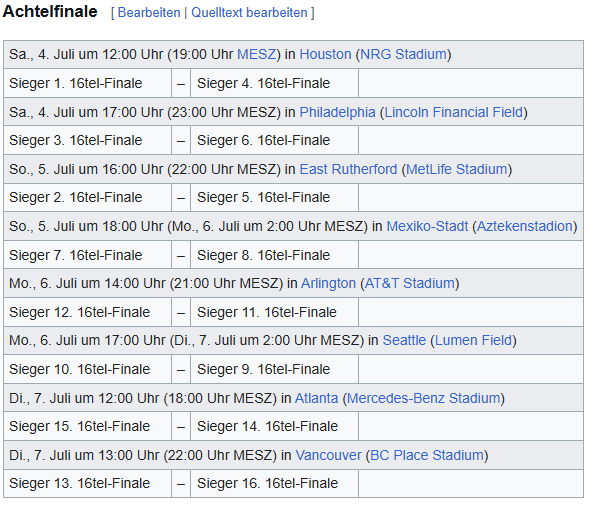 Achtelfinale [ Bearbeiten | Quelltext bearbeiten ]
Sa., 4. Juli um 12:00 Uhr (19:00 Uhr MESZ) in Houston (NRG Stadium)
Sieger 1. 16tel-Finale – Sieger 4. 16tel-Finale
Sa., 4. Juli um 17:00 Uhr (23:00 Uhr MESZ) in Philadelphia (Lincoln Financial Field)
Sieger 3. 16tel-Finale – Sieger 6. 16tel-Finale
So., 5. Juli um 16:00 Uhr (22:00 Uhr MESZ) in East Rutherford (MetLife Stadium)
Sieger 2. 16tel-Finale – Sieger 5. 16tel-Finale
So., 5. Juli um 18:00 Uhr (Mo., 6. Juli um 2:00 Uhr MESZ) in Mexiko-Stadt (Aztekenstadion)
Sieger 7. 16tel-Finale – Sieger 8. 16tel-Finale
Mo., 6. Juli um 14:00 Uhr (21:00 Uhr MESZ) in Arlington (AT&T Stadium)
Sieger 12. 16tel-Finale – Sieger 11. 16tel-Finale
Mo., 6. Juli um 17:00 Uhr (Di., 7. Juli um 2:00 Uhr MESZ) in Seattle (Lumen Field)
Sieger 10. 16tel-Finale – Sieger 9. 16tel-Finale
Di., 7. Juli um 12:00 Uhr (18:00 Uhr MESZ) in Atlanta (Mercedes-Benz Stadium)
Sieger 15. 16tel-Finale – Sieger 14. 16tel-Finale
Di., 7. Juli um 13:00 Uhr (22:00 Uhr MESZ) in Vancouver (BC Place Stadium)
Sieger 13. 16tel-Finale – Sieger 16. 16tel-Finale